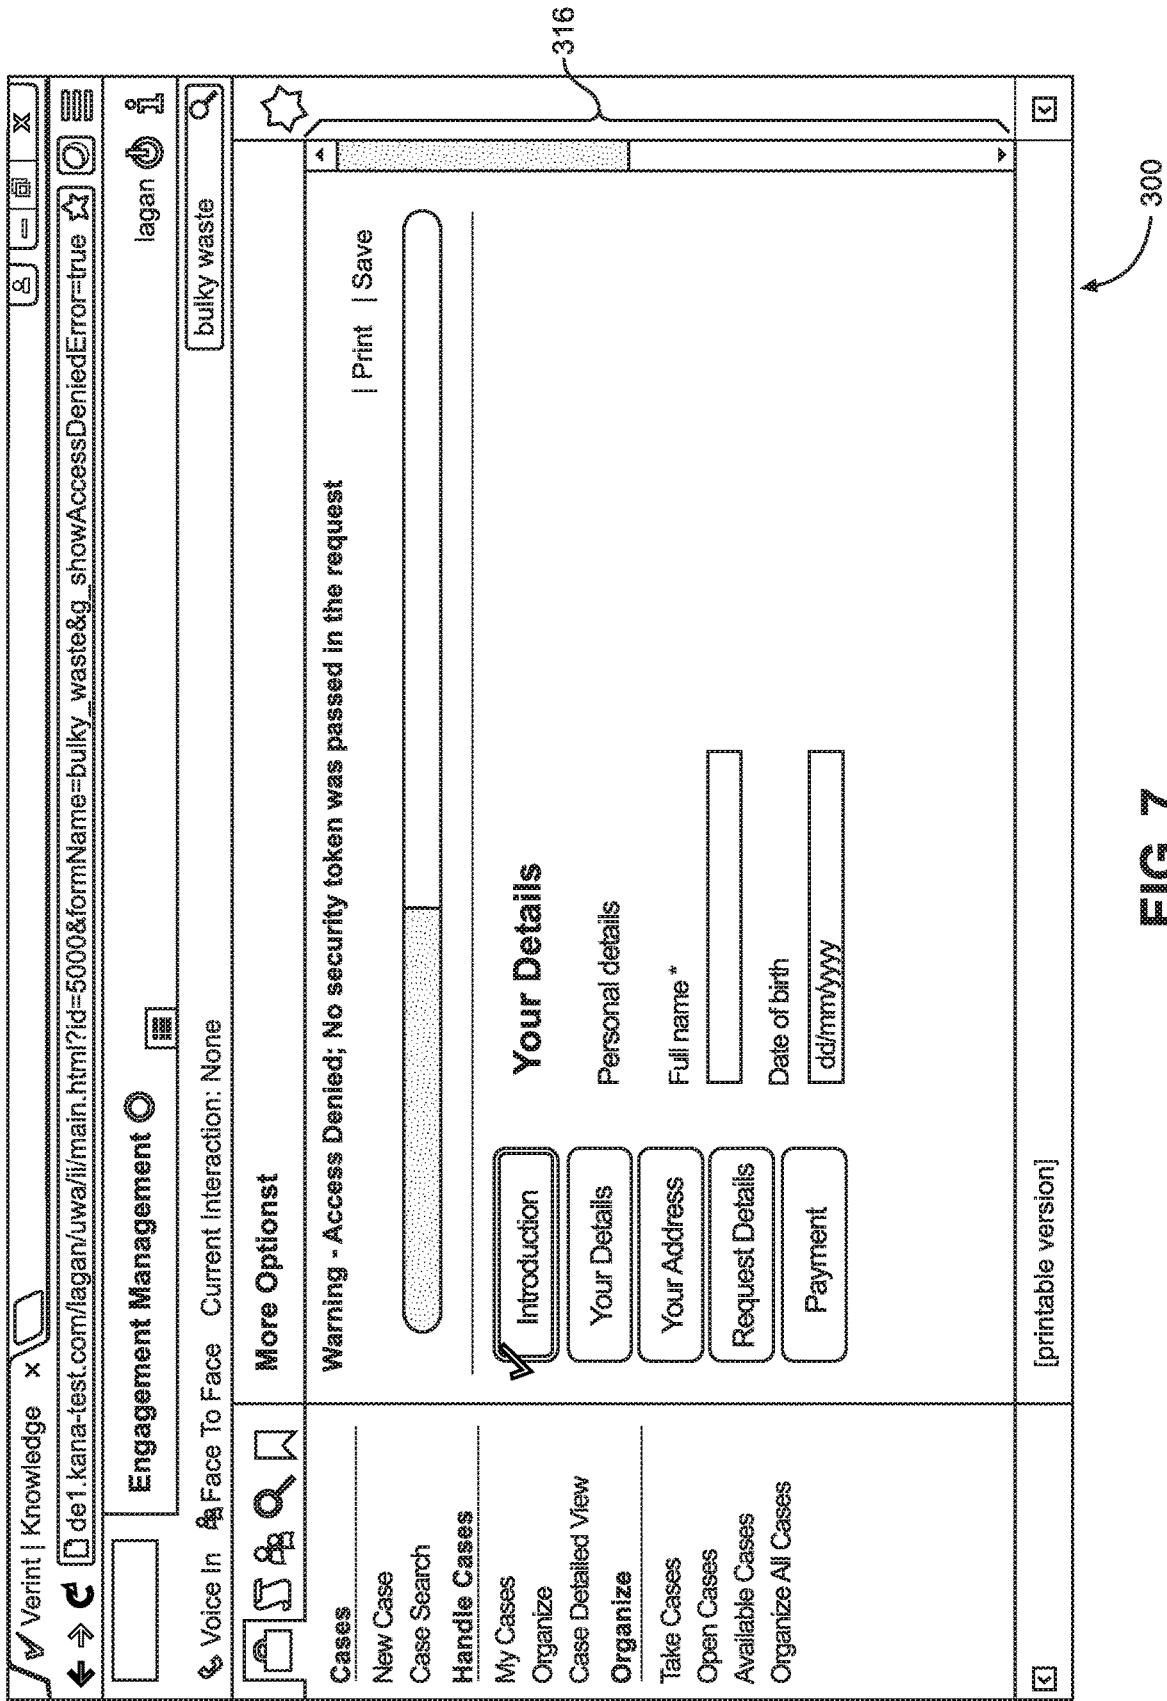 Verint | Knowledge x
de1.kana-test.com/lagan/uwa/ii/main.html?id=5000&formName=bulky_waste&g_showAccessDeniedError=true
Engagement Management
lagan
Voice In Face To Face Current Interaction: None
bulky waste
More Optionst
Cases
New Case
Case Search
Handle Cases
My Cases
Organize
Case Detailed View
Organize
Take Cases
Open Cases
Available Cases
Organize All Cases
Warning - Access Denied; No security token was passed in the request
| Print | Save
Introduction
Your Details
Your Address
Request Details
Payment
Your Details
Personal details
Full name *
Date of birth
dd/mm/yyyy
[printable version]
316
300
FIG. 7